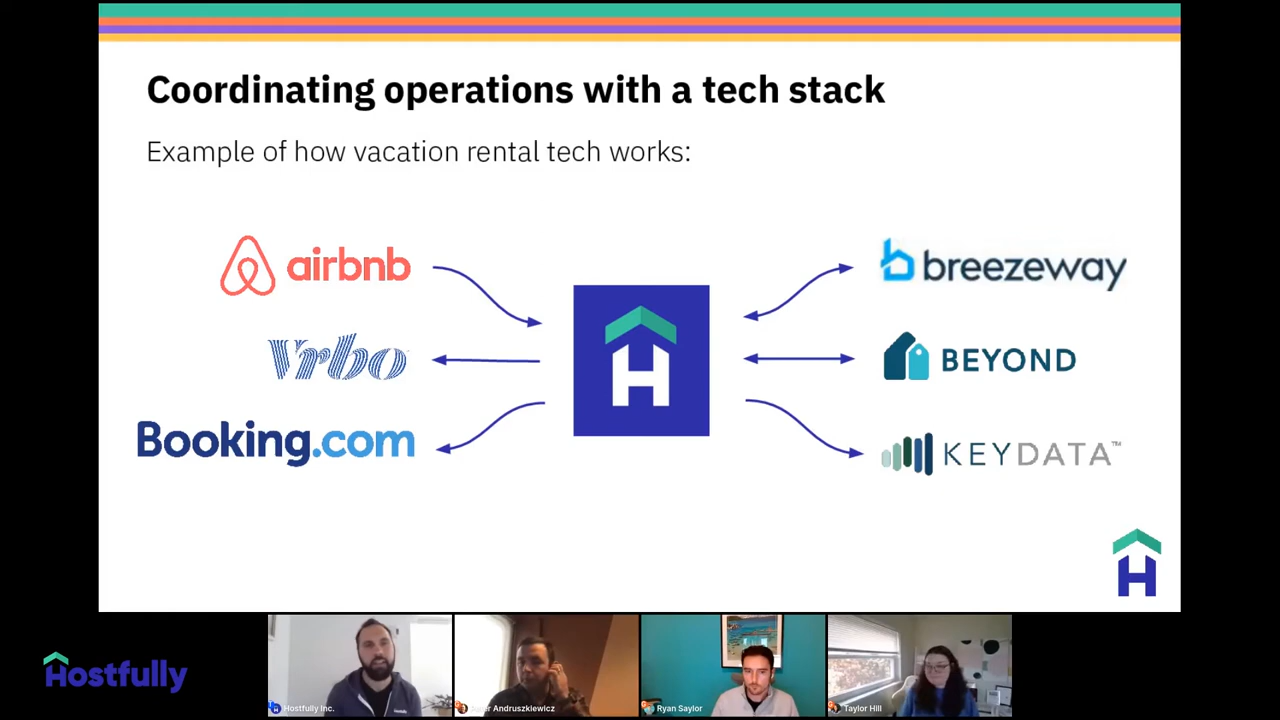 Coordinating operations with a tech stack
Example of how vacation rental tech works:
airbnb
breezeway
Vrbo
H
BEYOND
Booking.com
KEYDATA™
H
Hostfully
Hostfully Inc.
Andruszkiewicz
Ryan Saylor
Taylor Hill